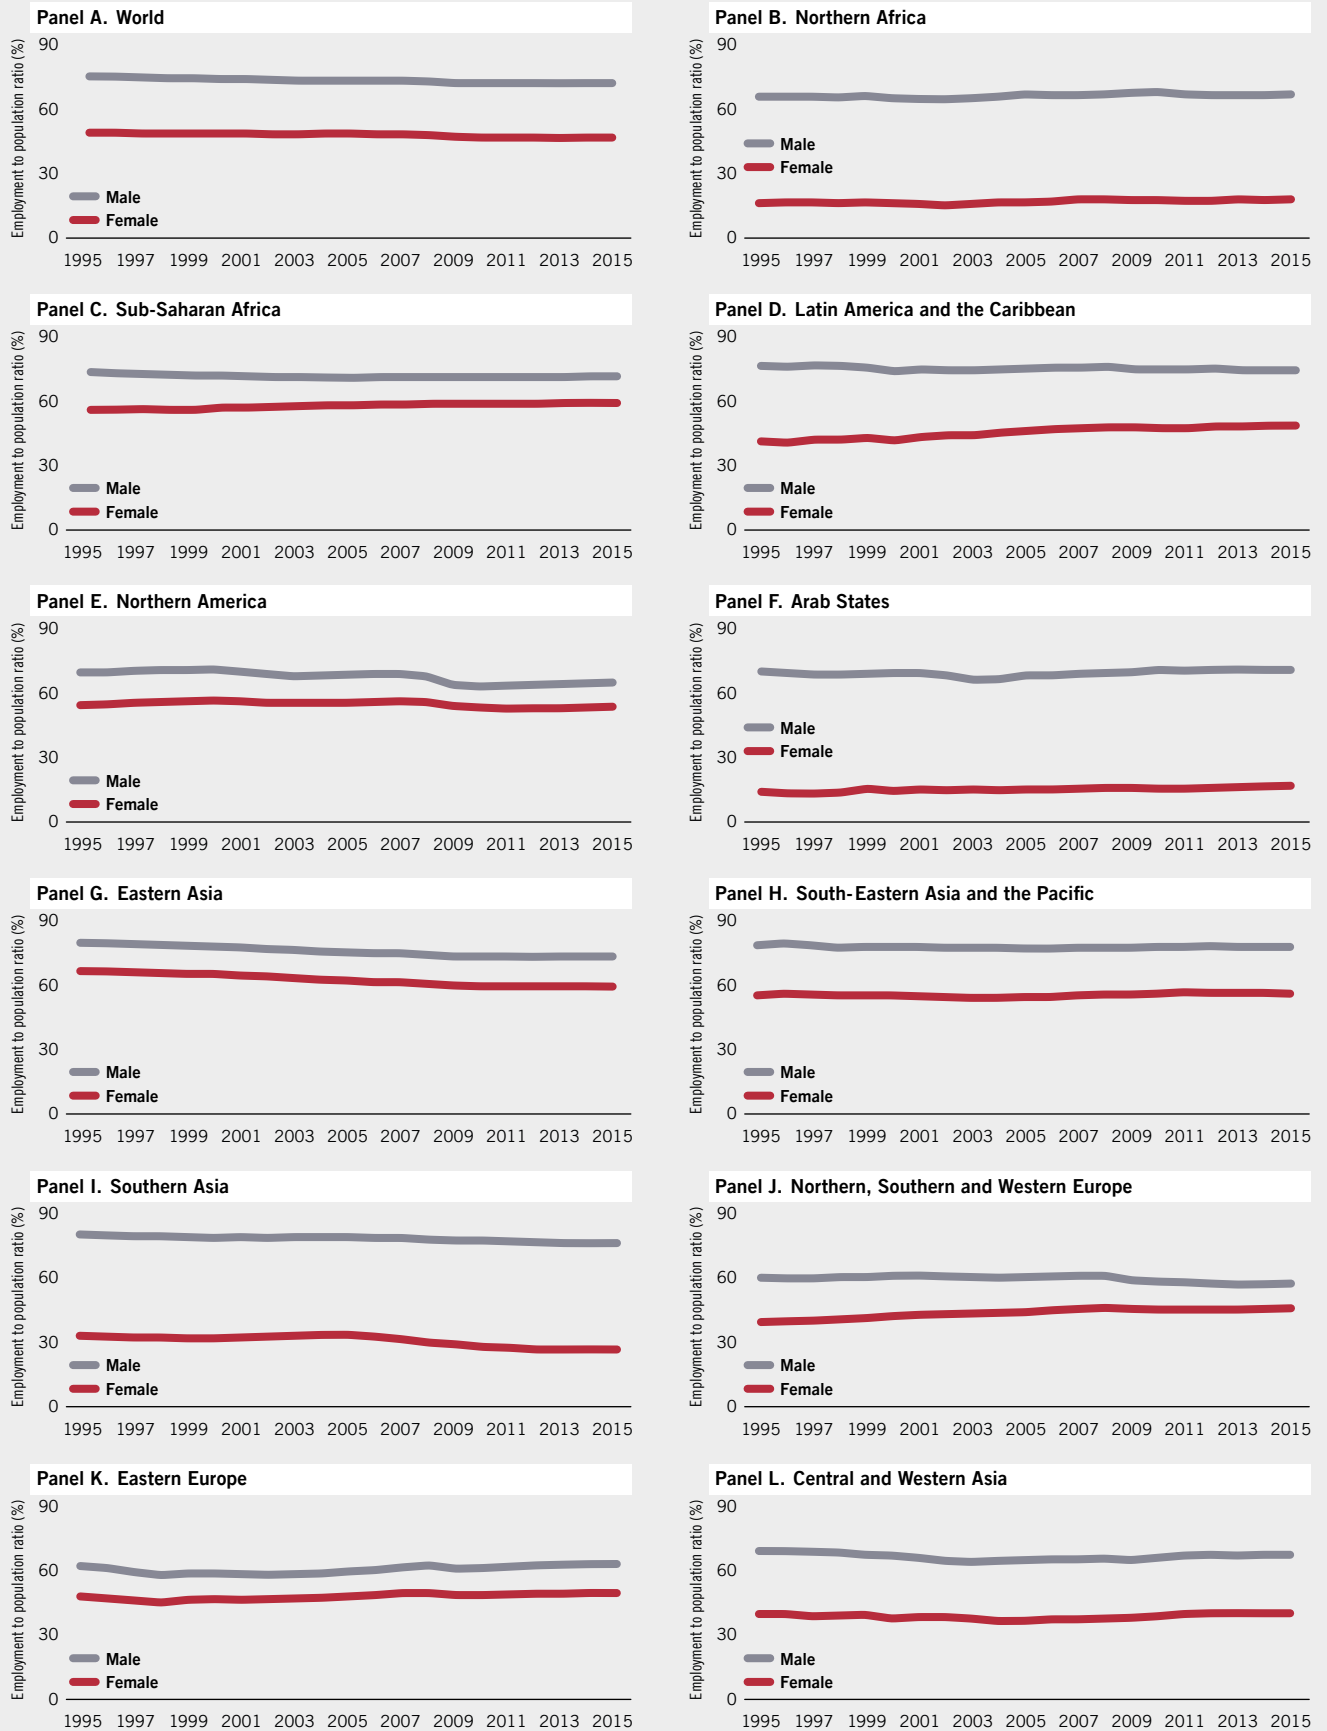 Panel A. World
Employment to population ratio (%)
90
60
30
0
Male
Female
1995 1997 1999 2001 2003 2005 2007 2009 2011 2013 2015
Panel B. Northern Africa
Employment to population ratio (%)
90
60
30
0
Male
Female
1995 1997 1999 2001 2003 2005 2007 2009 2011 2013 2015
Panel C. Sub-Saharan Africa
Employment to population ratio (%)
90
60
30
0
Male
Female
1995 1997 1999 2001 2003 2005 2007 2009 2011 2013 2015
Panel D. Latin America and the Caribbean
Employment to population ratio (%)
90
60
30
0
Male
Female
1995 1997 1999 2001 2003 2005 2007 2009 2011 2013 2015
Panel E. Northern America
Employment to population ratio (%)
90
60
30
0
Male
Female
1995 1997 1999 2001 2003 2005 2007 2009 2011 2013 2015
Panel F. Arab States
Employment to population ratio (%)
90
60
30
0
Male
Female
1995 1997 1999 2001 2003 2005 2007 2009 2011 2013 2015
Panel G. Eastern Asia
Employment to population ratio (%)
90
60
30
0
Male
Female
1995 1997 1999 2001 2003 2005 2007 2009 2011 2013 2015
Panel H. South-Eastern Asia and the Pacific
Employment to population ratio (%)
90
60
30
0
Male
Female
1995 1997 1999 2001 2003 2005 2007 2009 2011 2013 2015
Panel I. Southern Asia
Employment to population ratio (%)
90
60
30
0
Male
Female
1995 1997 1999 2001 2003 2005 2007 2009 2011 2013 2015
Panel J. Northern, Southern and Western Europe
Employment to population ratio (%)
90
60
30
0
Male
Female
1995 1997 1999 2001 2003 2005 2007 2009 2011 2013 2015
Panel K. Eastern Europe
Employment to population ratio (%)
90
60
30
0
Male
Female
1995 1997 1999 2001 2003 2005 2007 2009 2011 2013 2015
Panel L. Central and Western Asia
Employment to population ratio (%)
90
60
30
0
Male
Female
1995 1997 1999 2001 2003 2005 2007 2009 2011 2013 2015